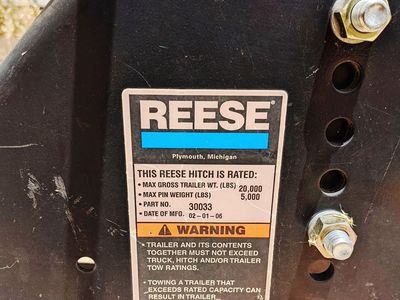 REESE®
Plymouth, Michigan
THIS REESE HITCH IS RATED:
• MAX GROSS TRAILER WT. (LBS) 20,000
• MAX PIN WEIGHT (LBS) 5,000
• PART NO. 30033
• DATE OF MFG. 02-01-06
WARNING
• TRAILER AND ITS CONTENTS
TOGETHER MUST NOT EXCEED
TRUCK, HITCH AND/OR TRAILER
TOW RATINGS.
• TOWING A TRAILER THAT
EXCEEDS RATED CAPACITY CAN
RESULT IN TRAILER